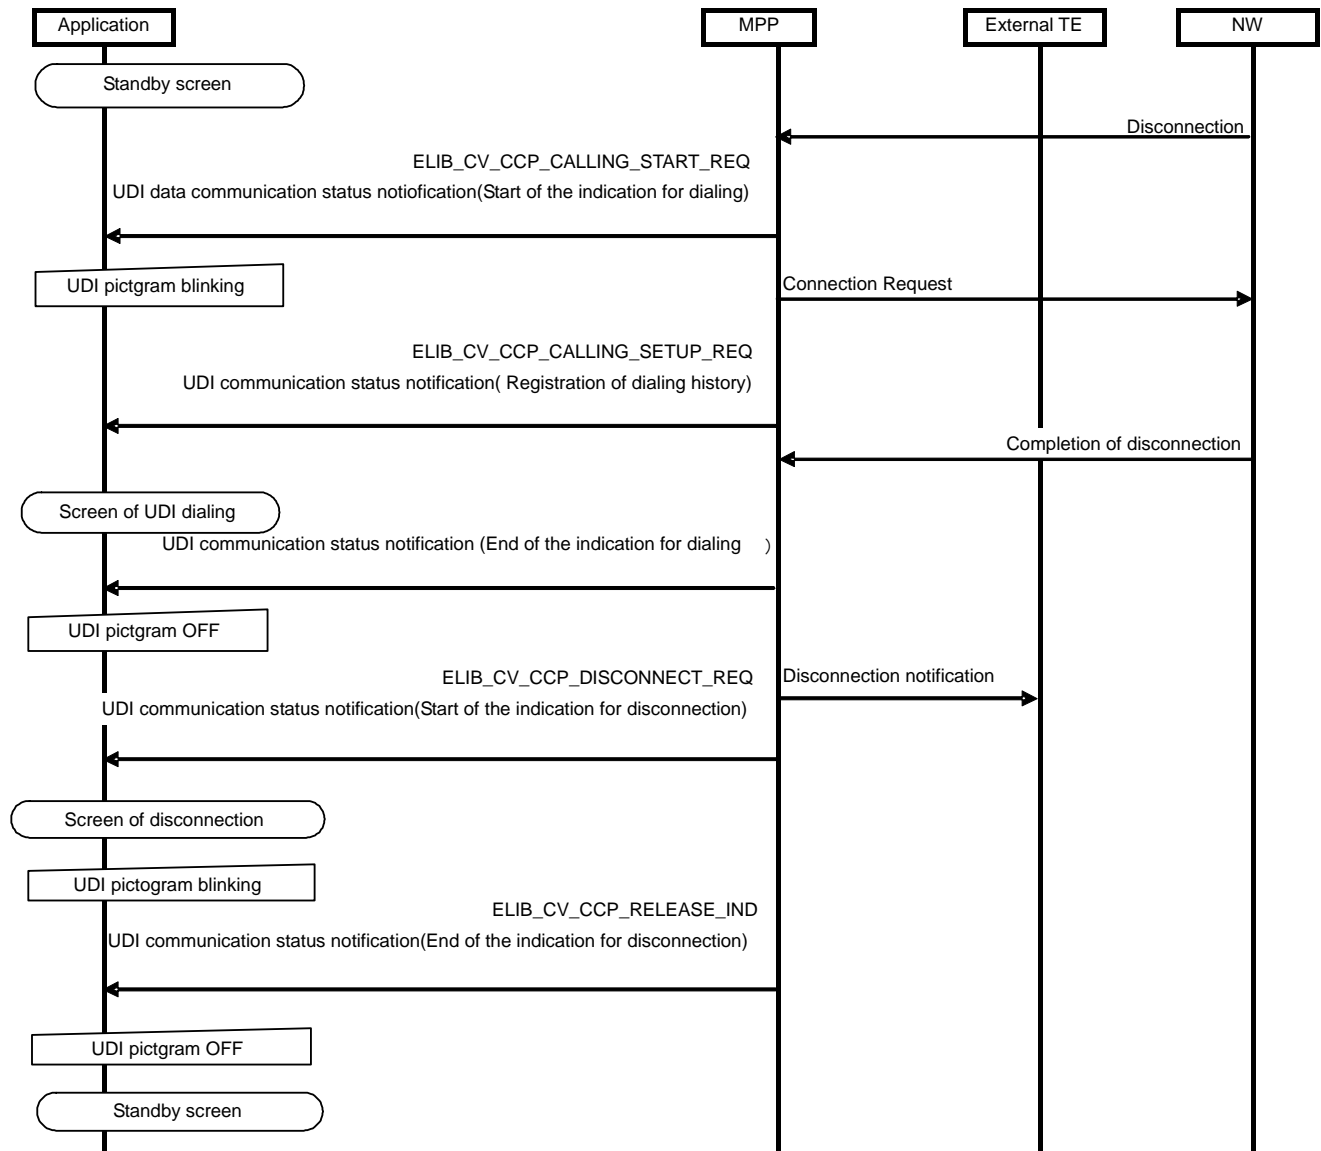 Application
MPP
External TE
NW
Standby screen
Disconnection
ELIB_CV_CCP_CALLING_START_REQ
UDI data communication status notiofication(Start of the indication for dialing)
UDI pictgram blinking
Connection Request
ELIB_CV_CCP_CALLING_SETUP_REQ
UDI communication status notification( Registration of dialing history)
Completion of disconnection
Screen of UDI dialing
UDI communication status notification (End of the indication for dialing )
UDI pictgram OFF
ELIB_CV_CCP_DISCONNECT_REQ
Disconnection notification
UDI communication status notification(Start of the indication for disconnection)
Screen of disconnection
UDI pictogram blinking
ELIB_CV_CCP_RELEASE_IND
UDI communication status notification(End of the indication for disconnection)
UDI pictgram OFF
Standby screen